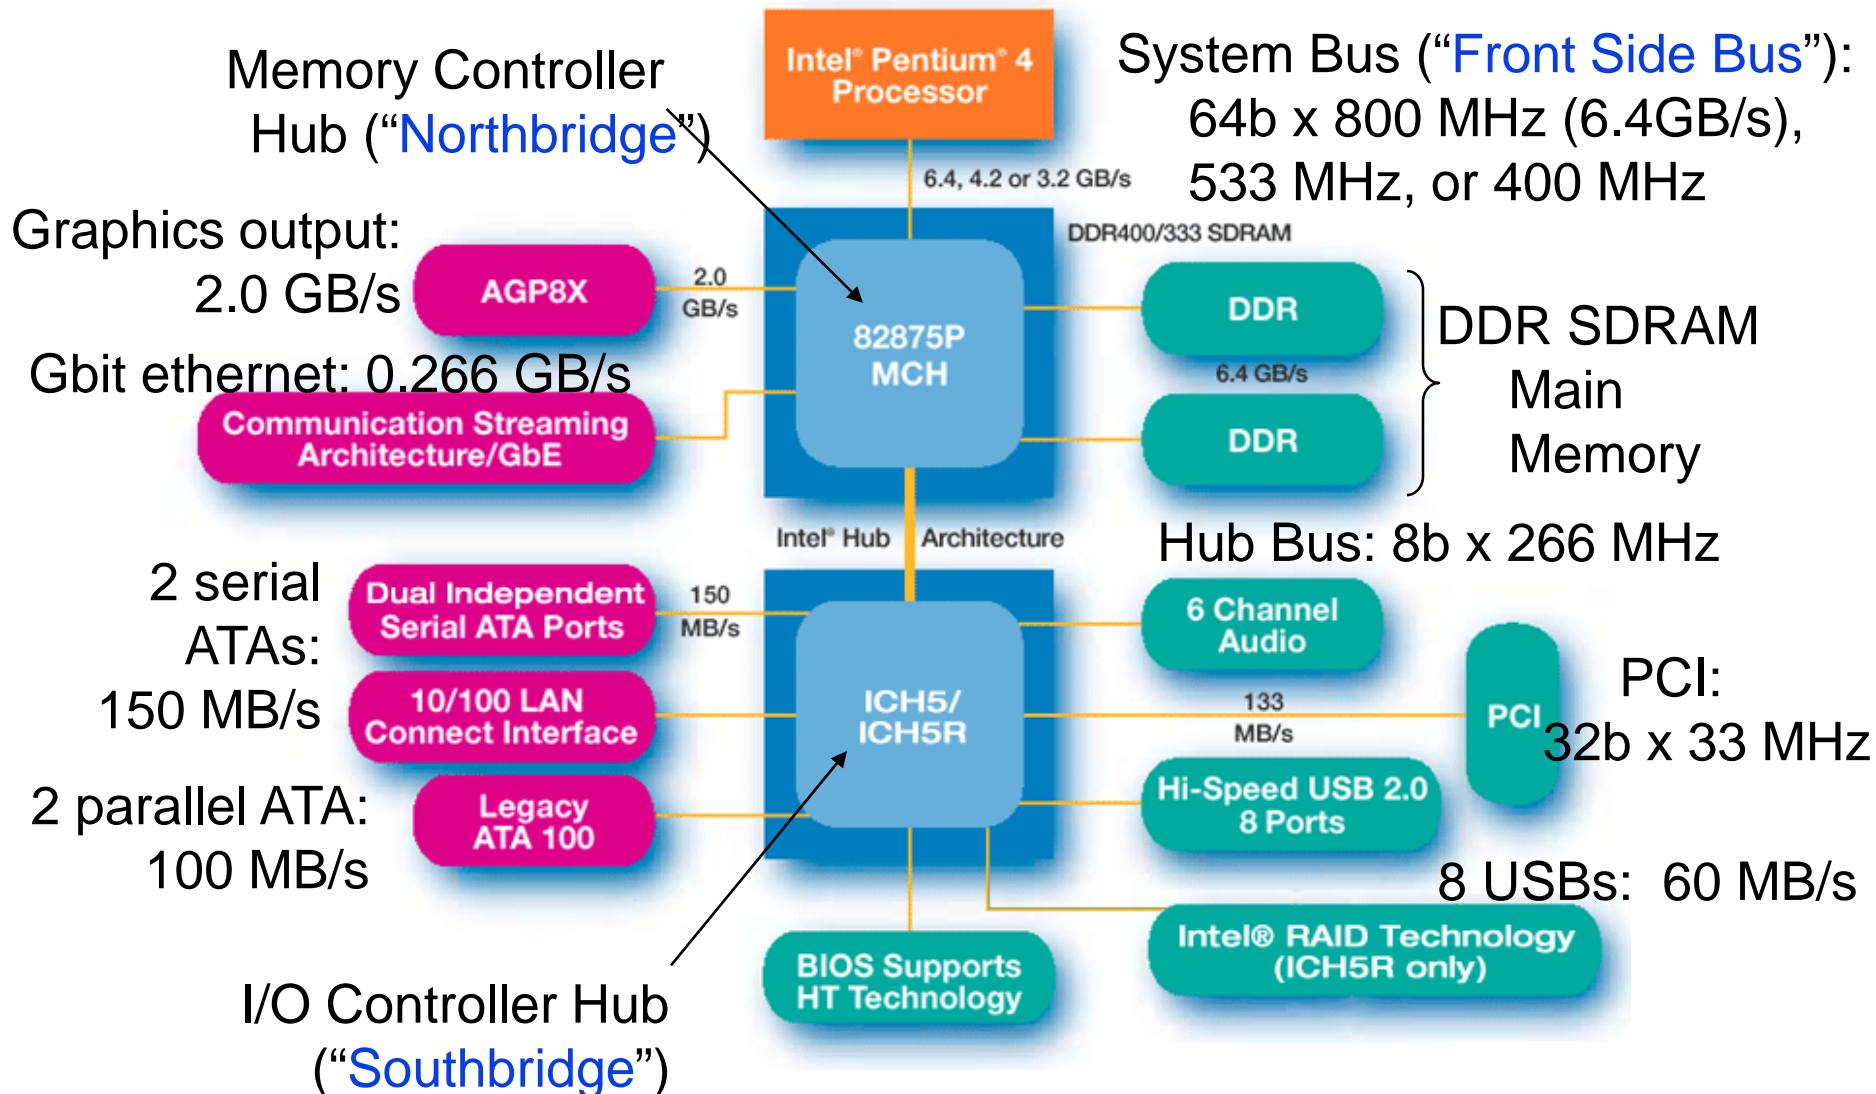 Memory Controller
Hub (“Northbridge”)
Intel® Pentium® 4
Processor
System Bus (“Front Side Bus”):
64b x 800 MHz (6.4GB/s),
533 MHz, or 400 MHz
6.4, 4.2 or 3.2 GB/s
Graphics output:
2.0 GB/s
AGP8X
2.0
GB/s
DDR400/333 SDRAM
82875P
MCH
DDR
6.4 GB/s
DDR
DDR SDRAM
Main
Memory
Gbit ethernet: 0.266 GB/s
Communication Streaming
Architecture/GbE
Intel® Hub Architecture
Hub Bus: 8b x 266 MHz
2 serial
ATAs:
150 MB/s
Dual Independent
Serial ATA Ports
150
MB/s
6 Channel
Audio
10/100 LAN
Connect Interface
ICH5/
ICH5R
133
MB/s
PCI
PCI:
32b x 33 MHz
2 parallel ATA:
100 MB/s
Legacy
ATA 100
Hi-Speed USB 2.0
8 Ports
8 USBs: 60 MB/s
BIOS Supports
HT Technology
Intel® RAID Technology
(ICH5R only)
I/O Controller Hub
(“Southbridge”)